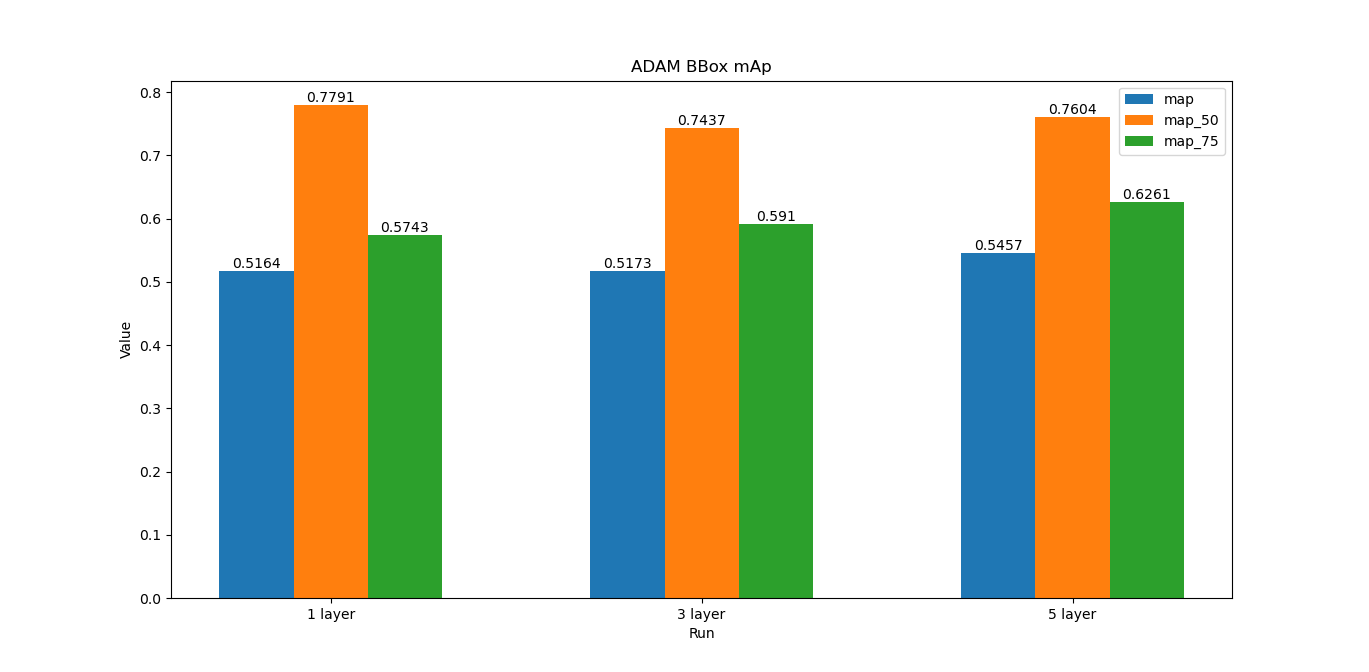 ADAM BBox mAp
0.8
0.7
0.6
0.5
0.4
0.3
0.2
0.1
0.0
Value
0.5164
0.7791
0.5743
0.5173
0.7437
0.591
0.5457
0.7604
0.6261
map
map_50
map_75
1 layer
3 layer
5 layer
Run